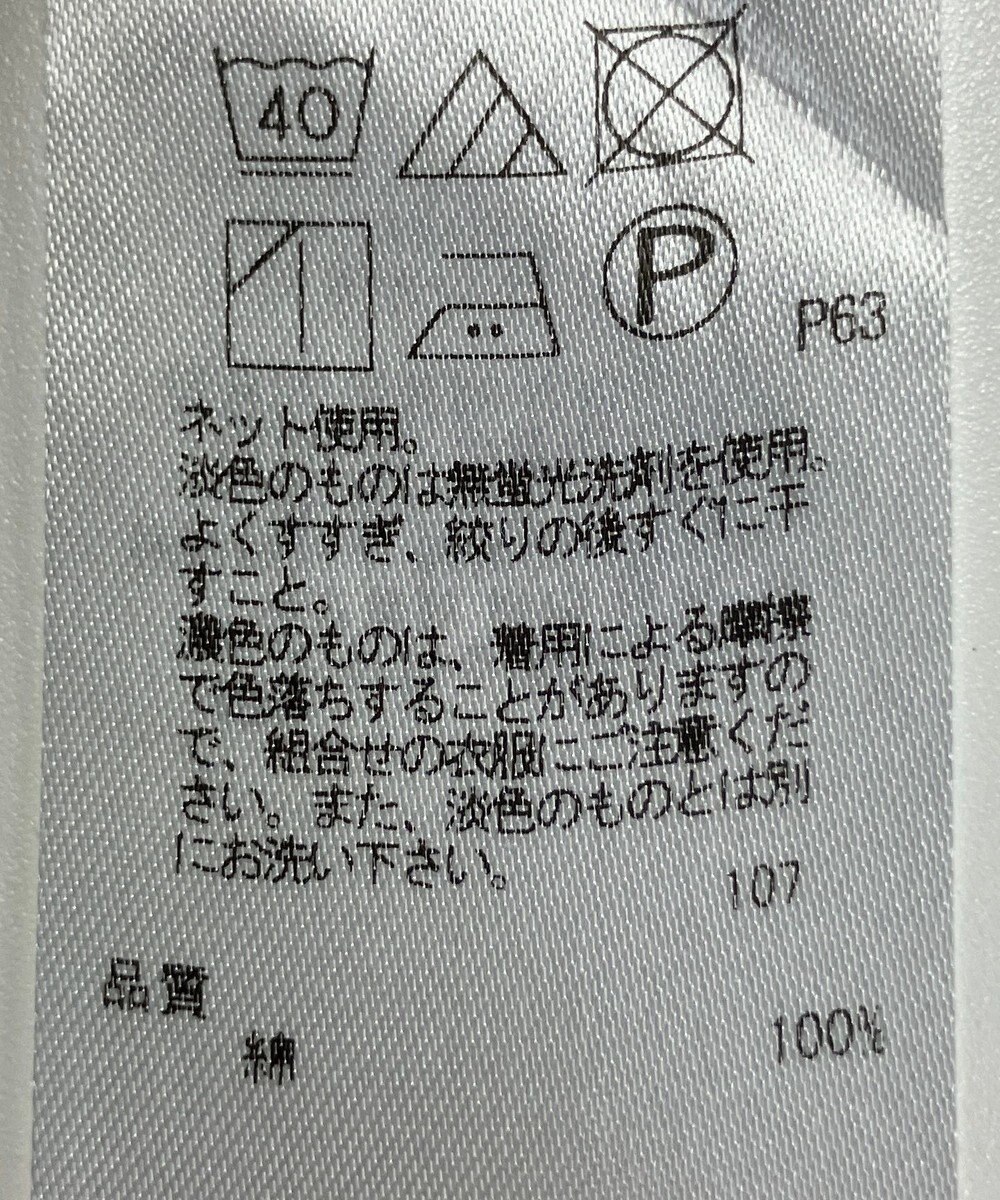 40
P
P63
ネット使用。
淡色のものは無蛍光洗剤を使用。
よくすすぎ、絞りの後すぐに干
すこと。
濃色のものは、着用による摩擦
で色落ちすることがありますの
で、組合せの衣服にご注意くだ
さい。また、淡色のものとは別
にお洗い下さい。
107
品質
綿 100%